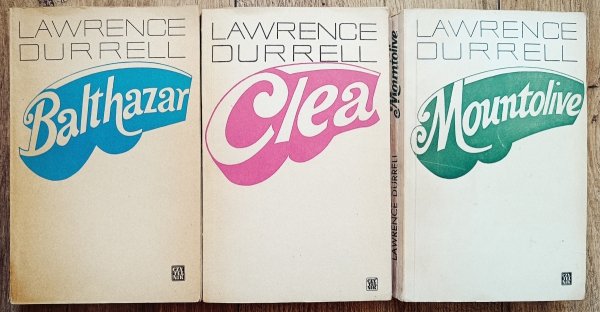 LAWRENCE
DURRELL
Balthazar
LAWRENCE
DURRELL
Clea
LAWRENCE DURRELL Mountolive
LAWRENCE
DURRELL
Mountolive